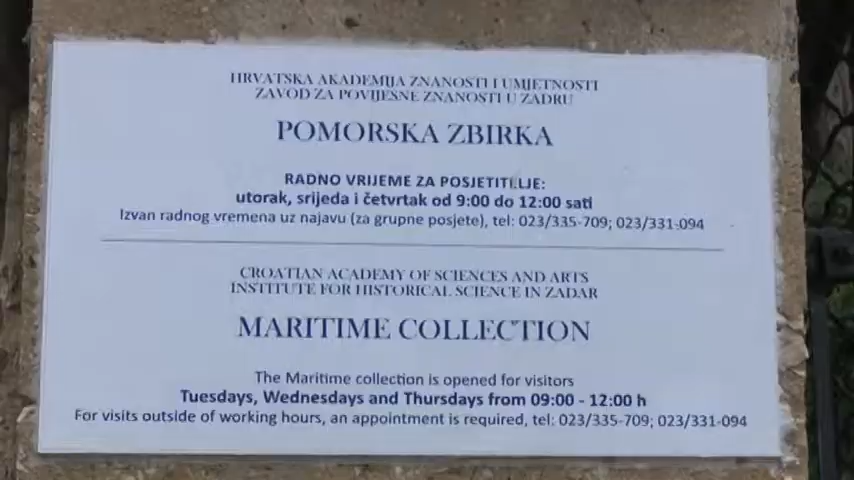 HRVATSKA AKADEMIJA ZNANOSTI I UMJETNOSTI
ZAVOD ZA POVIJESNE ZNANOSTI U ZADRU
POMORSKA ZBIRKA
RADNO VRIJEME ZA POSJETITELJE:
utorak, srijeda i četvrtak od 9:00 do 12:00 sati
Izvan radnog vremena uz najavu (za grupne posjete), tel: 023/335-709; 023/331-094
CROATIAN ACADEMY OF SCIENCES AND ARTS
INSTITUTE FOR HISTORICAL SCIENCE IN ZADAR
MARITIME COLLECTION
The Maritime collection is opened for visitors
Tuesdays, Wednesdays and Thursdays from 09:00 - 12:00 h
For visits outside of working hours, an appointment is required, tel: 023/335-709; 023/331-094